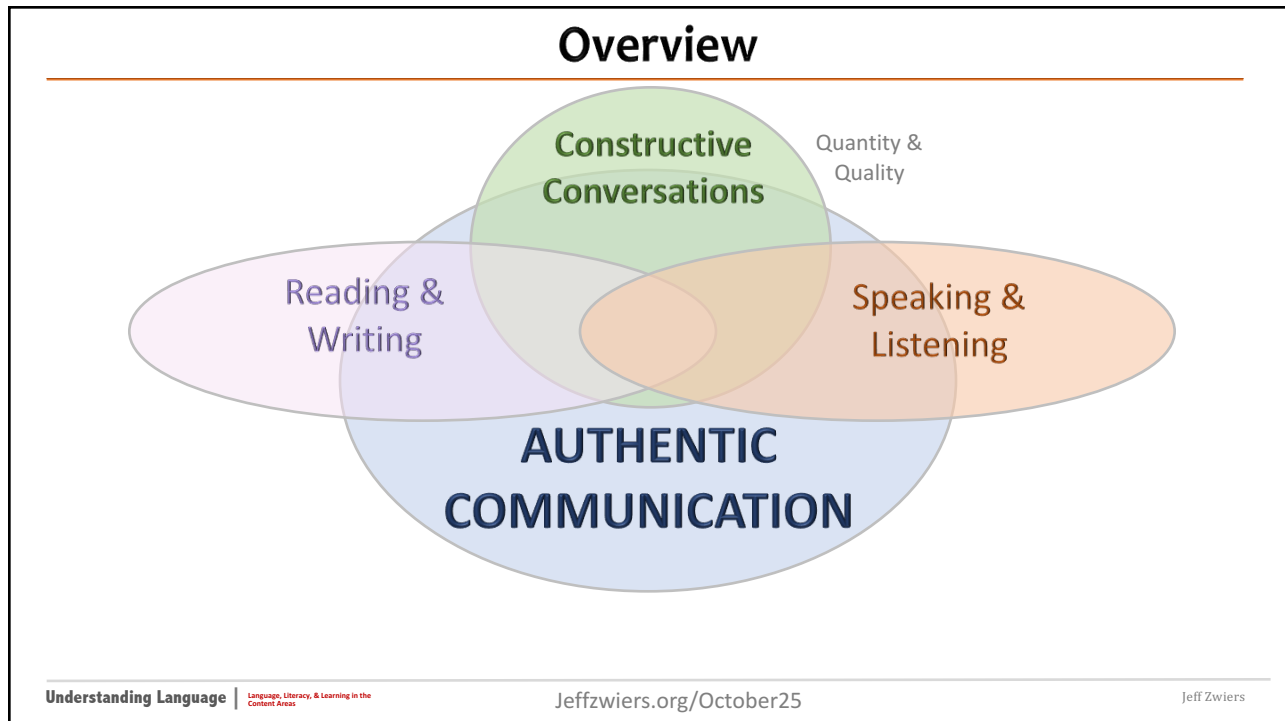 Overview
Constructive
Conversations
Quantity &
Quality
Reading &
Writing
Speaking &
Listening
AUTHENTIC
COMMUNICATION
Understanding Language |
Language, Literacy, & Learning in the
Content Areas
Jeffzwiers.org/October25
Jeff Zwiers